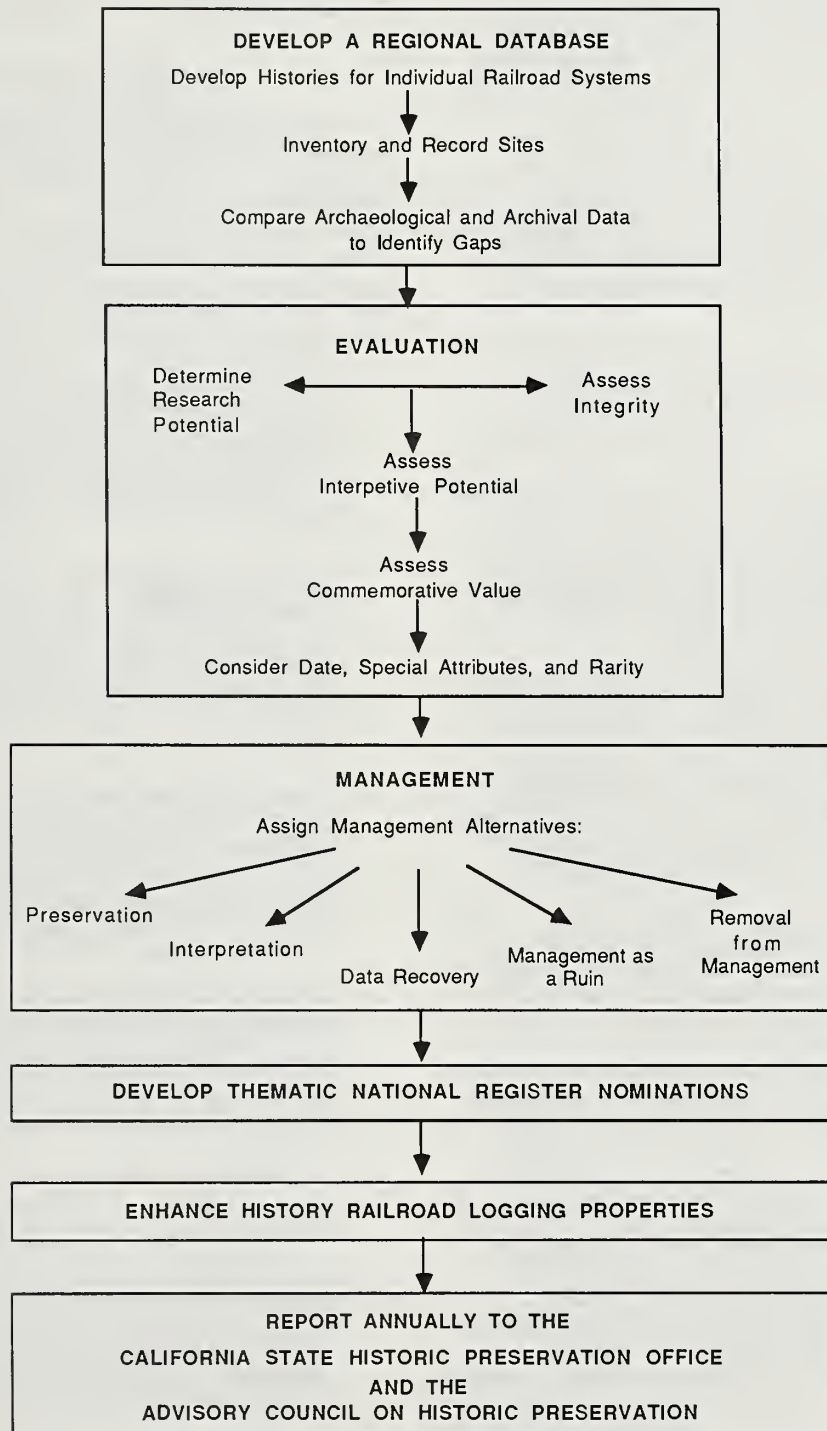 DEVELOP A REGIONAL DATABASE
Develop Histories for Individual Railroad Systems
Inventory and Record Sites
Compare Archaeological and Archival Data
to Identify Gaps
EVALUATION
Determine
Research
Potential
Assess
Integrity
Assess
Interpetive Potential
Assess
Commemorative Value
Consider Date, Special Attributes, and Rarity
MANAGEMENT
Assign Management Alternatives:
Preservation
Interpretation
Data Recovery
Management as
a Ruin
Removal
from
Management
DEVELOP THEMATIC NATIONAL REGISTER NOMINATIONS
ENHANCE HISTORY RAILROAD LOGGING PROPERTIES
REPORT ANNUALLY TO THE
CALIFORNIA STATE HISTORIC PRESERVATION OFFICE
AND THE
ADVISORY COUNCIL ON HISTORIC PRESERVATION